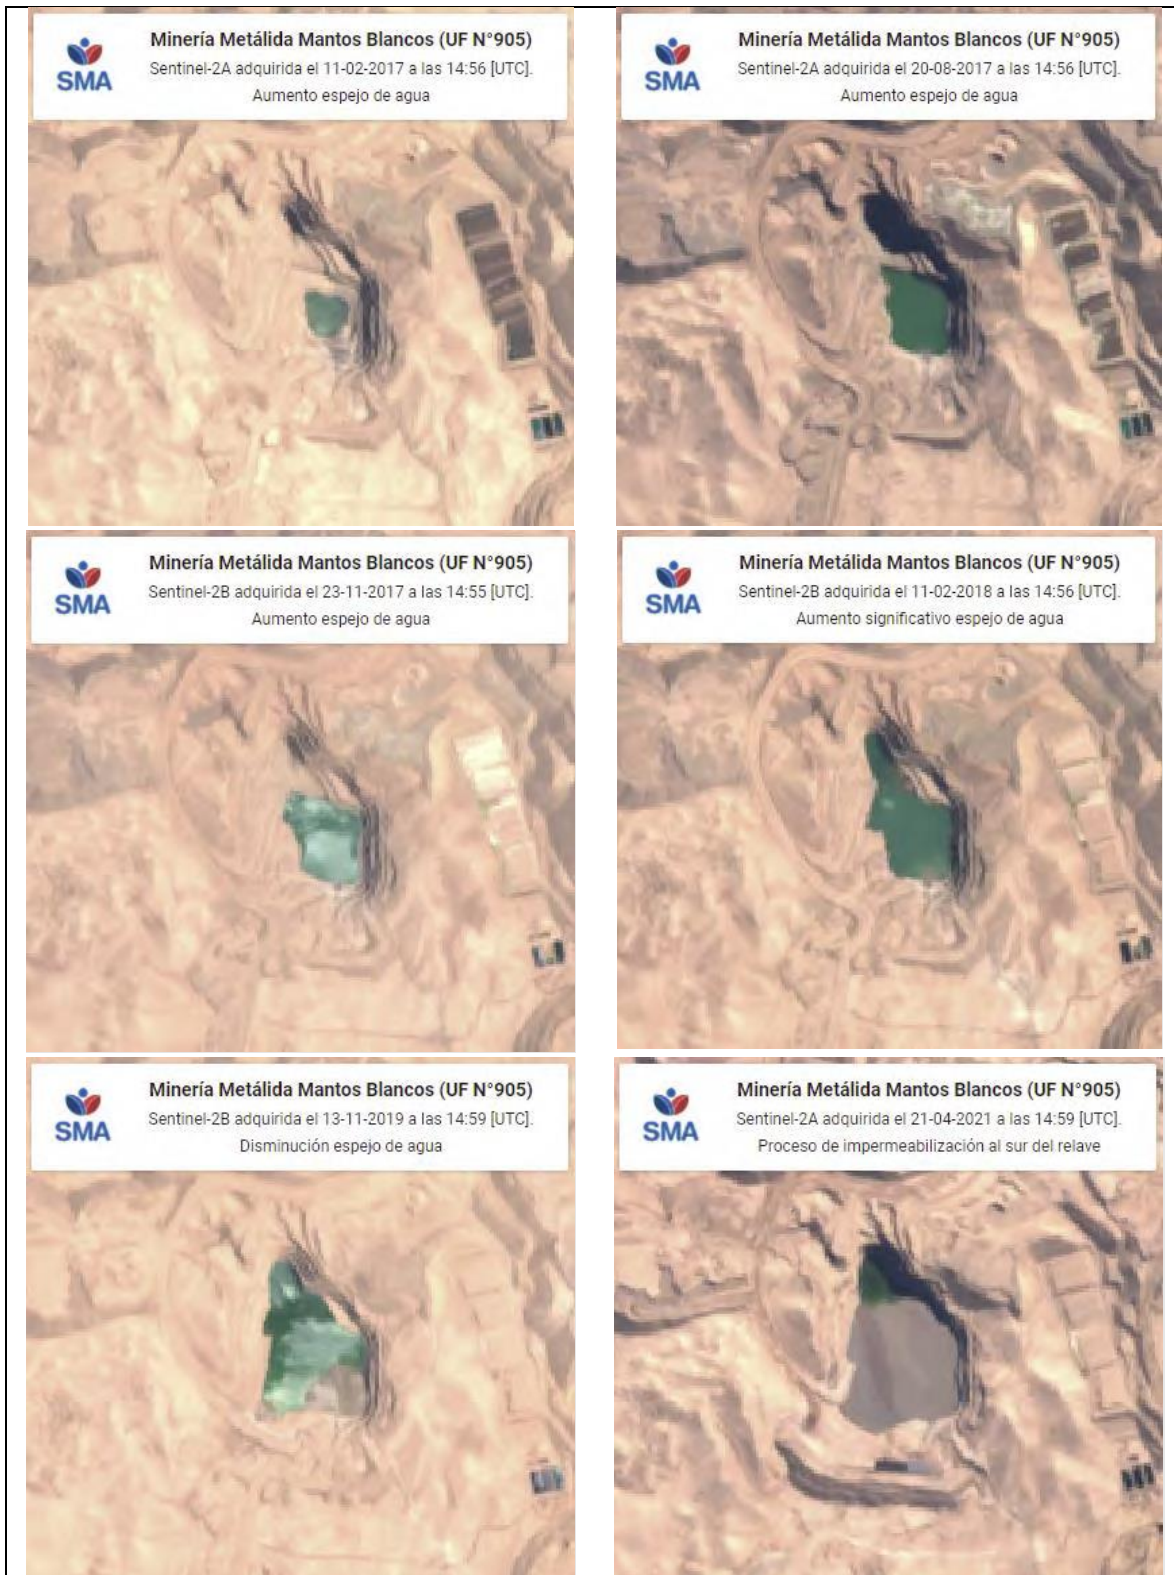 Minería Metálida Mantos Blancos (UF N°905)
Sentinel-2A adquirida el 11-02-2017 a las 14:56 [UTC].
Aumento espejo de agua
SMA
Minería Metálida Mantos Blancos (UF N°905)
Sentinel-2A adquirida el 20-08-2017 a las 14:56 [UTC].
Aumento espejo de agua
SMA
Minería Metálida Mantos Blancos (UF N°905)
Sentinel-2B adquirida el 23-11-2017 a las 14:55 [UTC].
Aumento espejo de agua
SMA
Minería Metálida Mantos Blancos (UF N°905)
Sentinel-2B adquirida el 11-02-2018 a las 14:56 [UTC].
Aumento significativo espejo de agua
SMA
Minería Metálida Mantos Blancos (UF N°905)
Sentinel-2B adquirida el 13-11-2019 a las 14:59 [UTC].
Disminución espejo de agua
SMA
Minería Metálida Mantos Blancos (UF N°905)
Sentinel-2A adquirida el 21-04-2021 a las 14:59 [UTC].
Proceso de impermeabilización al sur del relave
SMA